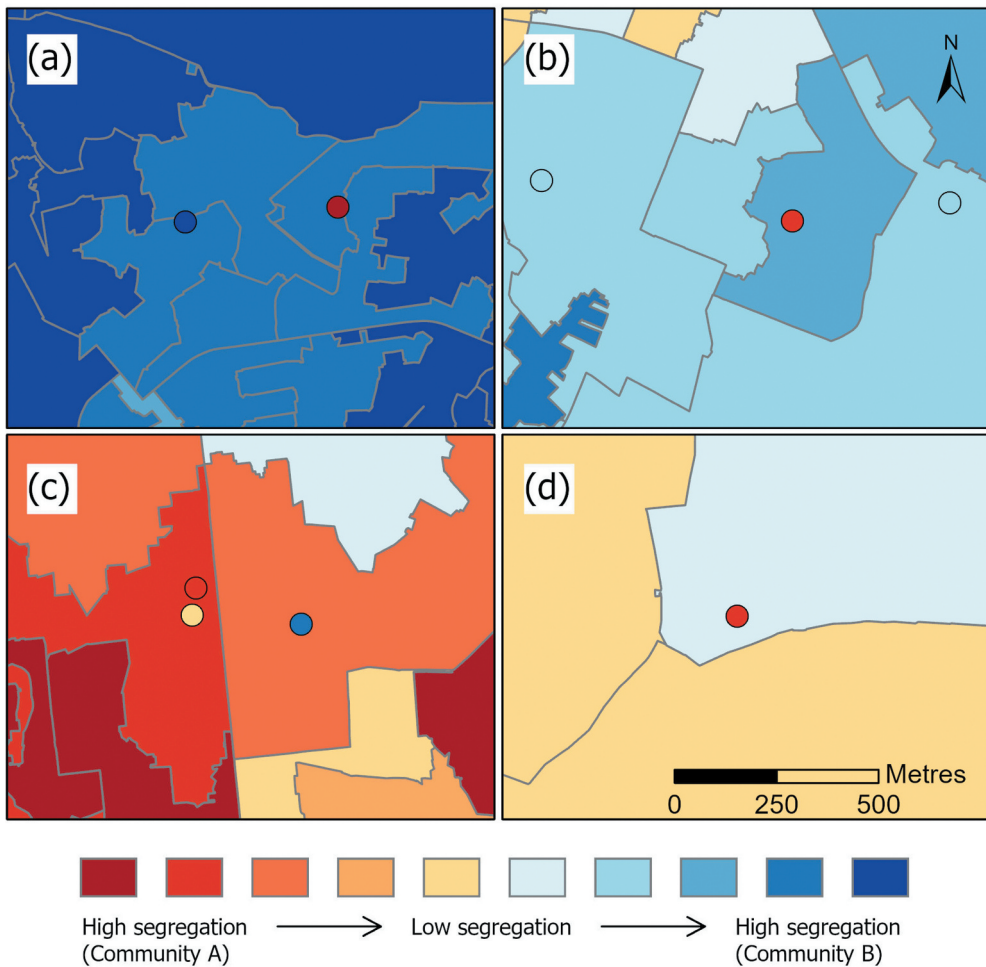 (a)
(b)
N
(c)
(d)
Metres
0 250 500
High segregation Low segregation High segregation
(Community A) (Community B)